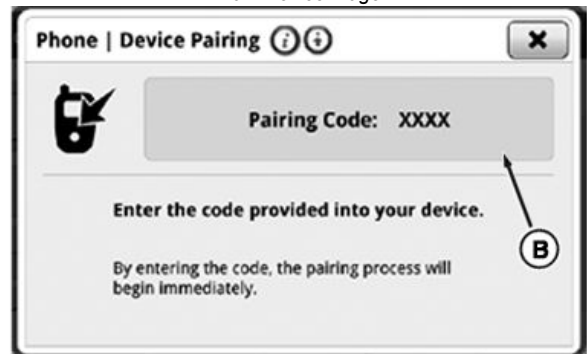 Phone | Device Pairing
Pairing Code: XXXX
Enter the code provided into your device.
B
By entering the code, the pairing process will
begin immediately.